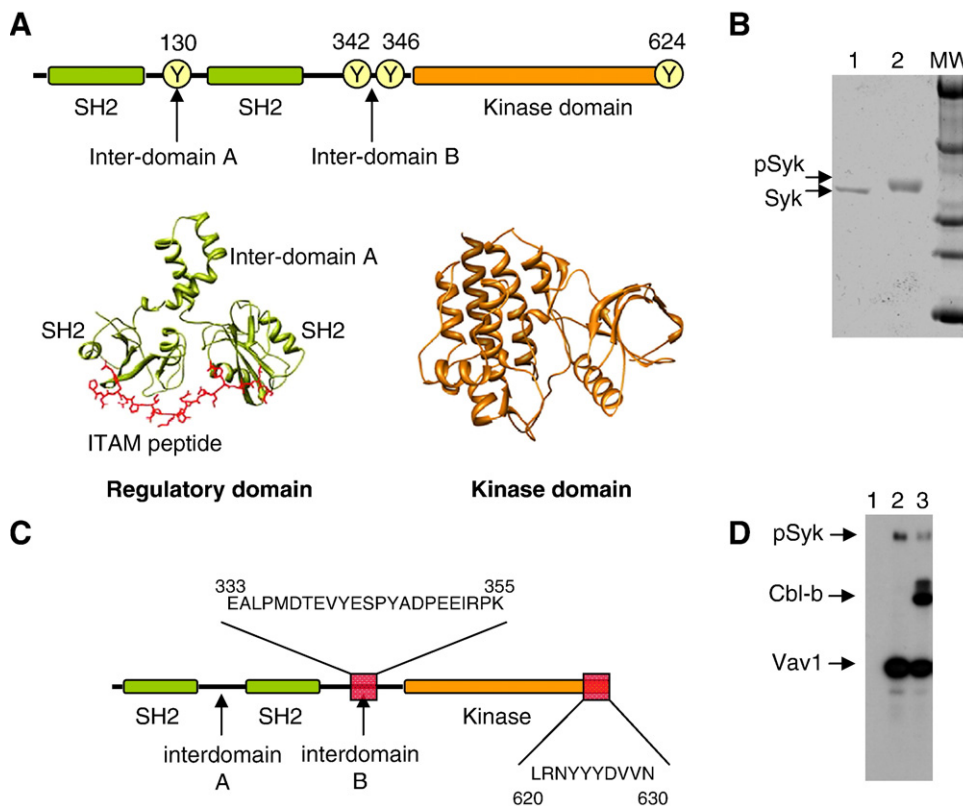 A
130
342
346
624
Y
Y
Y
Y
SH2
SH2
Kinase domain
Inter-domain A
Inter-domain B
Inter-domain A
SH2
SH2
ITAM peptide
Regulatory domain
Kinase domain
B
1
2
MW
pSyk
Syk
C
333
355
EALPMDTEVYESPYADPEEIRPK
SH2
SH2
Kinase
interdomain
A
interdomain
B
LRNYYYDVVN
620
630
D
1
2
3
pSyk
Cbl-b
Vav1